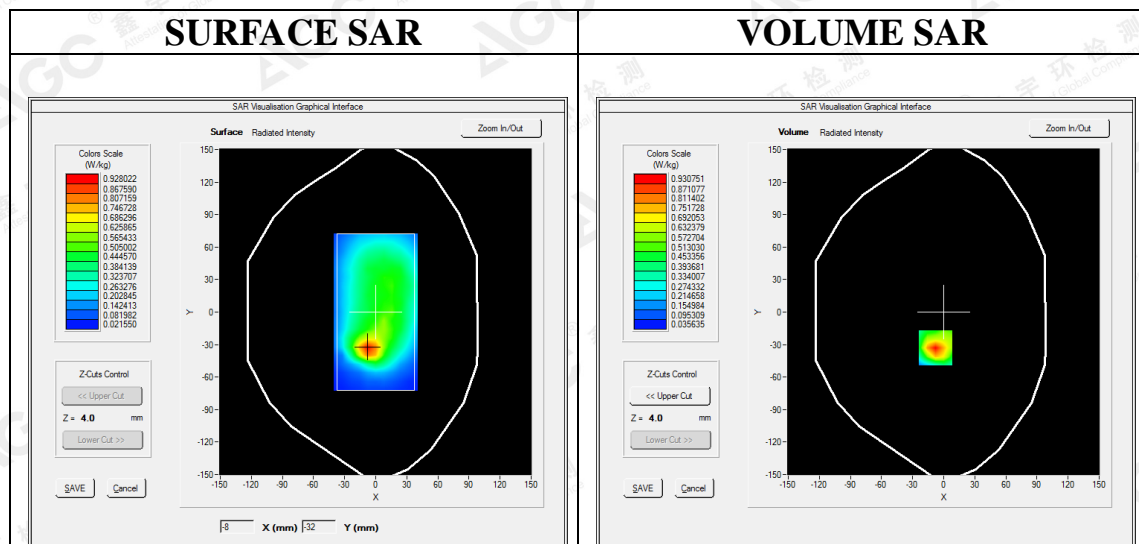 SURFACE SAR
SAR Visualisation Graphical Interface
Surface Radiated Intensity
Zoom In/Out
Colors Scale
(W/kg)
0.928022
0.867590
0.807159
0.746728
0.686296
0.625865
0.565433
0.505002
0.444570
0.384139
0.323707
0.263276
0.202845
0.142413
0.081982
0.021550
Z-Cuts Control
<< Upper Cut
Z = 4.0 mm
Lower Cut >>
SAVE Cancel
150
120
90
60
30
0
-30
-60
-90
-120
-150
Y
-150 -120 -90 -60 -30 0 30 60 90 120 150
X
-8 X (mm) -32 Y (mm)
VOLUME SAR
SAR Visualisation Graphical Interface
Volume Radiated Intensity
Zoom In/Out
Colors Scale
(W/kg)
0.930751
0.871077
0.811402
0.751728
0.692053
0.632379
0.572704
0.513030
0.453356
0.393681
0.334007
0.274332
0.214658
0.154984
0.095309
0.035635
Z-Cuts Control
<< Upper Cut
Z = 4.0 mm
Lower Cut >>
SAVE Cancel
150
120
90
60
30
0
-30
-60
-90
-120
-150
Y
-150 -120 -90 -60 -30 0 30 60 90 120 150
X